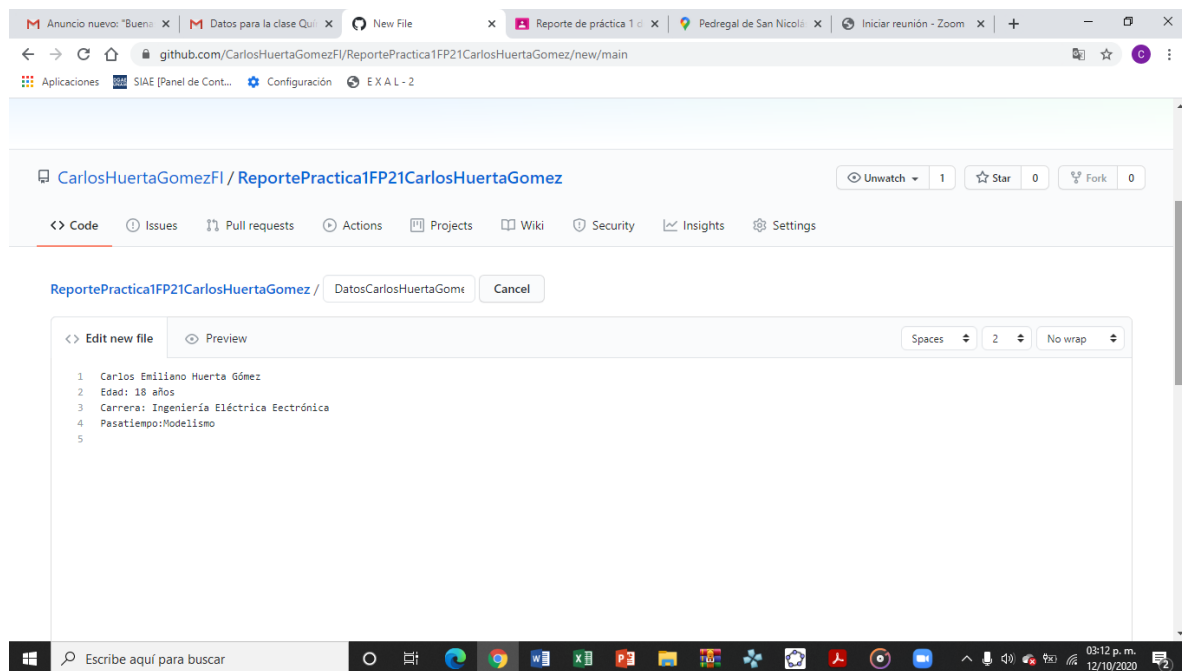 Anuncio nuevo: "Buena
Datos para la clase Quí
New File
Reporte de práctica 1 d
Pedregal de San Nicolá
Iniciar reunión - Zoom
github.com/CarlosHuertaGomezFI/ReportePractica1FP21CarlosHuertaGomez/new/main
C
Aplicaciones SIAE [Panel de Cont... Configuración E X A L - 2
CarlosHuertaGomezFI / ReportePractica1FP21CarlosHuertaGomez
Unwatch 1 Star 0 Fork 0
<> Code Issues Pull requests Actions Projects Wiki Security Insights Settings
ReportePractica1FP21CarlosHuertaGomez / DatosCarlosHuertaGome Cancel
<> Edit new file Preview Spaces 2 No wrap
1 Carlos Emiliano Huerta Gómez
2 Edad: 18 años
3 Carrera: Ingeniería Eléctrica Eectrónica
4 Pasatiempo:Modelismo
5
Escribe aquí para buscar
03:12 p. m.
12/10/2020
2